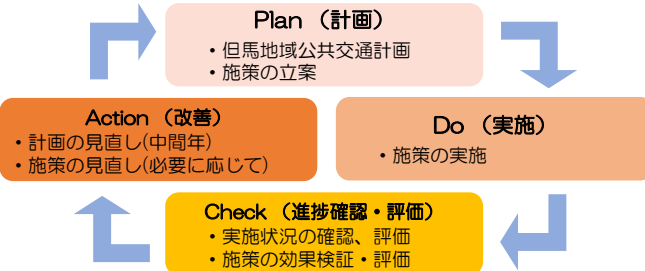 Plan （計画）
・但馬地域公共交通計画
・施策の立案
Action （改善）
・計画の見直し(中間年)
・施策の見直し(必要に応じて)
Do （実施）
・施策の実施
Check （進捗確認・評価）
・実施状況の確認、評価
・施策の効果検証・評価